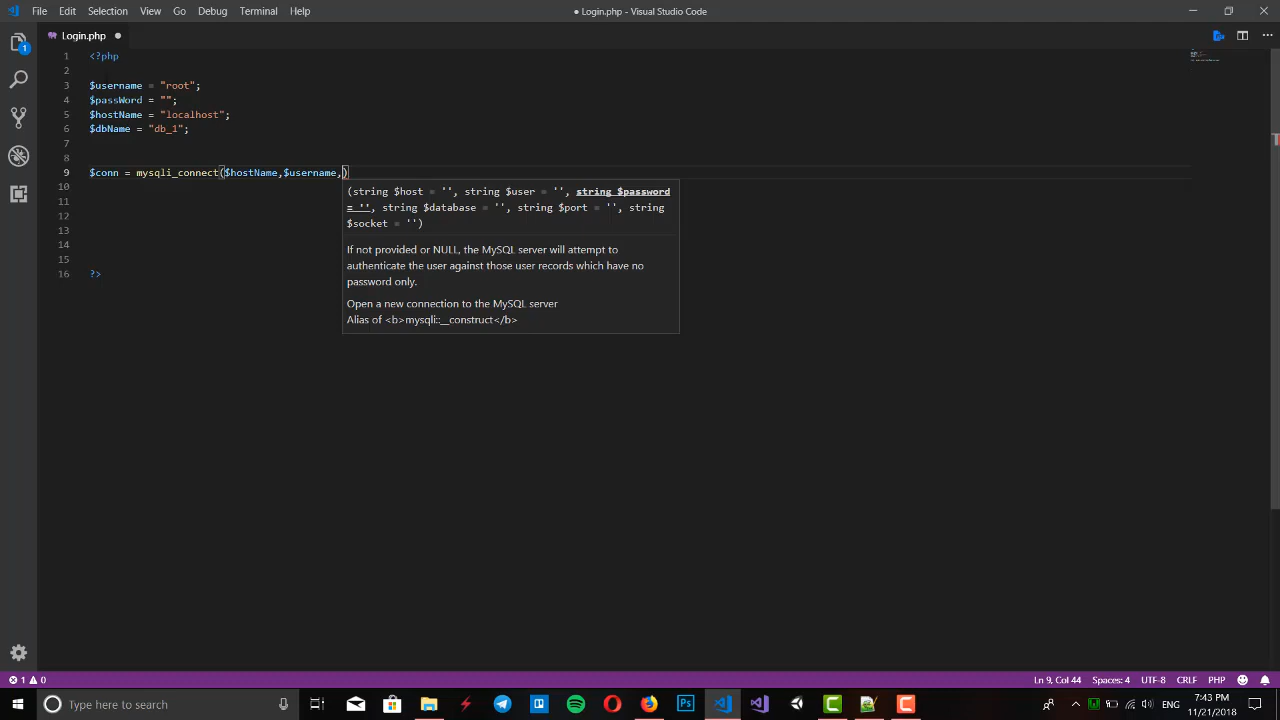 File Edit Selection View Go Debug Terminal Help
● Login.php - Visual Studio Code
1
Login.php ●
1 <?php
2
3 $username = "root";
4 $passWord = "";
5 $hostName = "localhost";
6 $dbName = "db_1";
7
8
9 $conn = mysqli_connect($hostName,$username,)
10
11
12
13
14
15
16 ?>
(string $host = '', string $user = '', string $password
= '', string $database = '', string $port = '', string
$socket = '')
If not provided or NULL, the MySQL server will attempt to
authenticate the user against those user records which have no
password only.
Open a new connection to the MySQL server
Alias of <b>mysqli::__construct</b>
1 0 Ln 9, Col 44 Spaces: 4 UTF-8 CRLF PHP
Type here to search
Ps
ENG
7:43 PM
11/21/2018